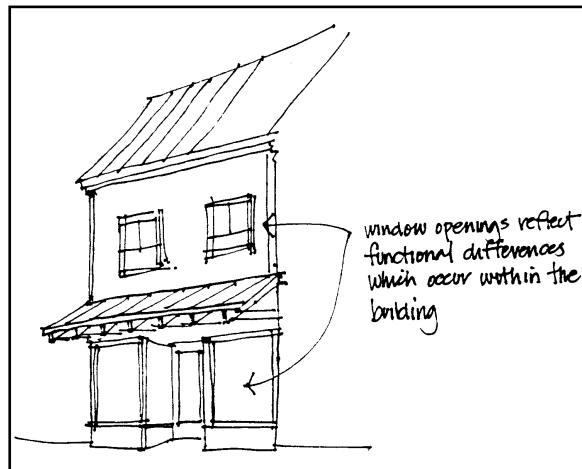 window openings reflect
functional differences
which occur within the
building